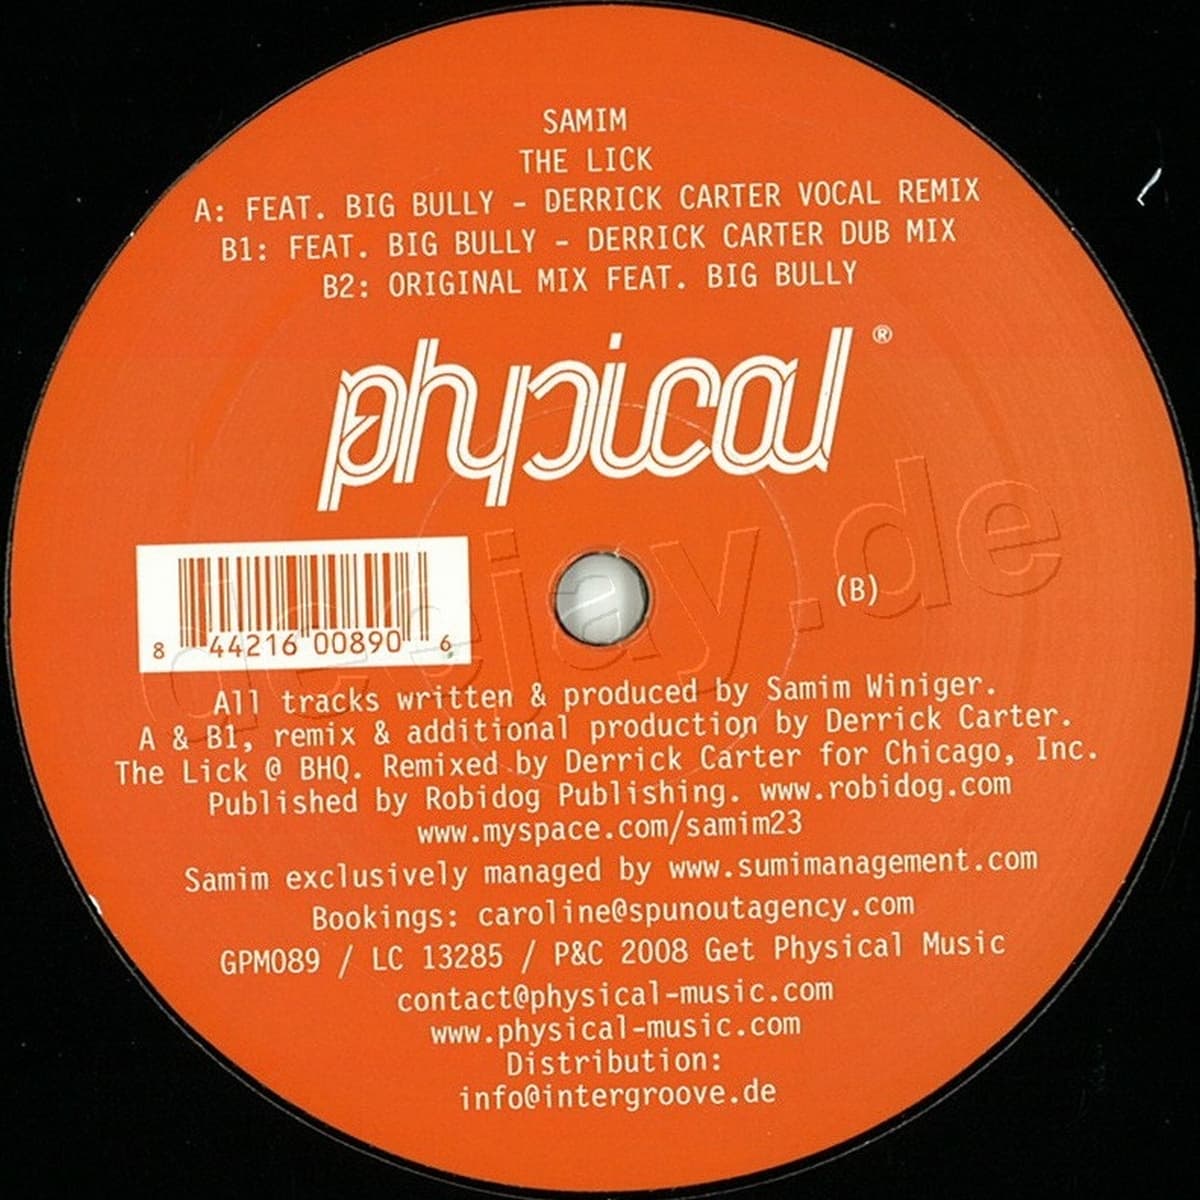 SAMIM
THE LICK
A: FEAT. BIG BULLY - DERRICK CARTER VOCAL REMIX
B1: FEAT. BIG BULLY - DERRICK CARTER DUB MIX
B2: ORIGINAL MIX FEAT. BIG BULLY
physical ®
deejay.de
(B)
8 44216 00890 6
All tracks written & produced by Samim Winiger.
A & B1, remix & additional production by Derrick Carter.
The Lick @ BHQ. Remixed by Derrick Carter for Chicago, Inc.
Published by Robidog Publishing. www.robidog.com
www.myspace.com/samim23
Samim exclusively managed by www.sumimanagement.com
Bookings: caroline@spunoutagency.com
GPM089 / LC 13285 / P&C 2008 Get Physical Music
contact@physical-music.com
www.physical-music.com
Distribution:
info@intergroove.de